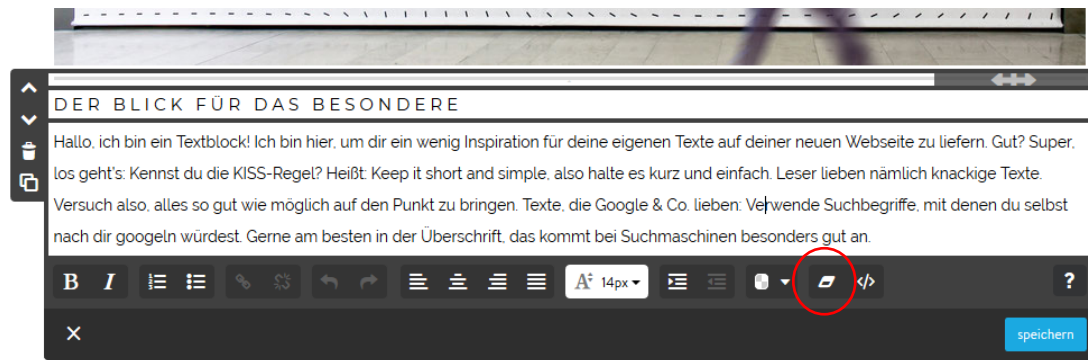 DER BLICK FÜR DAS BESONDERE
Hallo, ich bin ein Textblock! Ich bin hier, um dir ein wenig Inspiration für deine eigenen Texte auf deiner neuen Webseite zu liefern. Gut? Super,
los geht's: Kennst du die KISS-Regel? Heißt: Keep it short and simple, also halte es kurz und einfach. Leser lieben nämlich knackige Texte.
Versuch also, alles so gut wie möglich auf den Punkt zu bringen. Texte, die Google & Co. lieben: Verwende Suchbegriffe, mit denen du selbst
nach dir googeln würdest. Gerne am besten in der Überschrift, das kommt bei Suchmaschinen besonders gut an.
B I A 14px </> ?
speichern